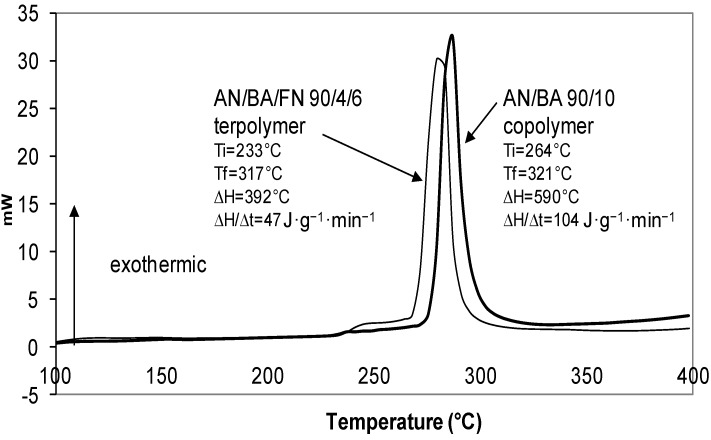 35
30
25
20
15
10
5
0
-5
mW
AN/BA/FN 90/4/6
terpolymer
Ti=233°C
Tf=317°C
ΔH=392°C
ΔH/Δt=47 J·g⁻¹·min⁻¹
AN/BA 90/10
copolymer
Ti=264°C
Tf=321°C
ΔH=590°C
ΔH/Δt=104 J·g⁻¹·min⁻¹
exothermic
100 150 200 250 300 350 400
Temperature (°C)